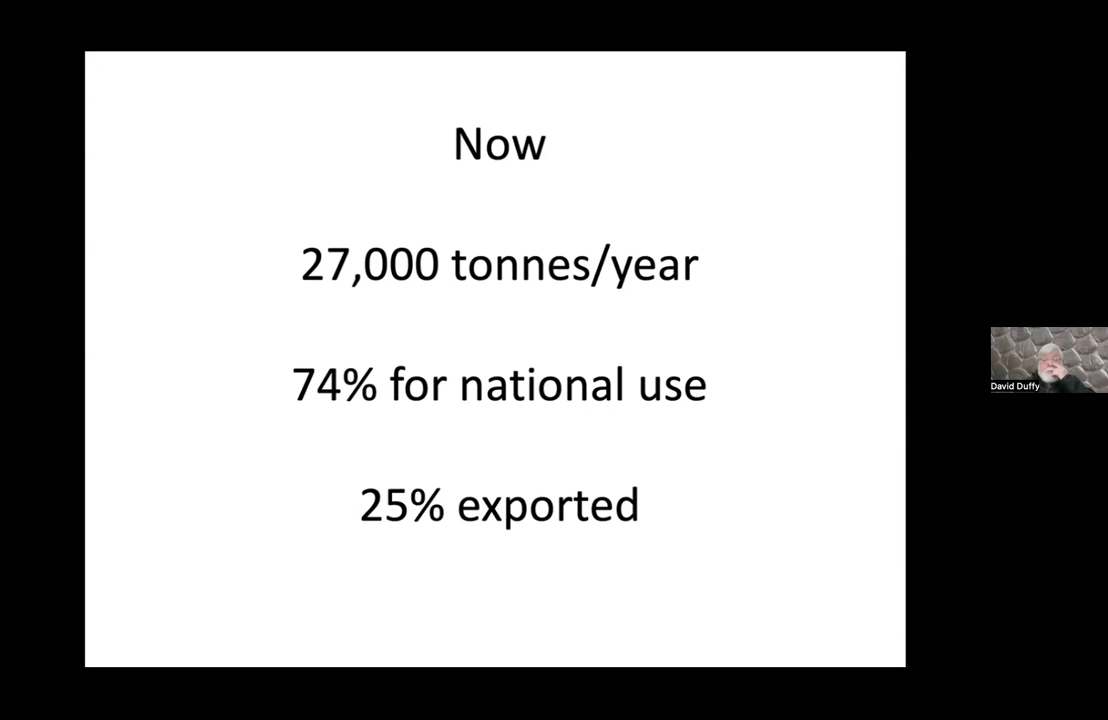 Now
27,000 tonnes/year
74% for national use
25% exported
David Duffy